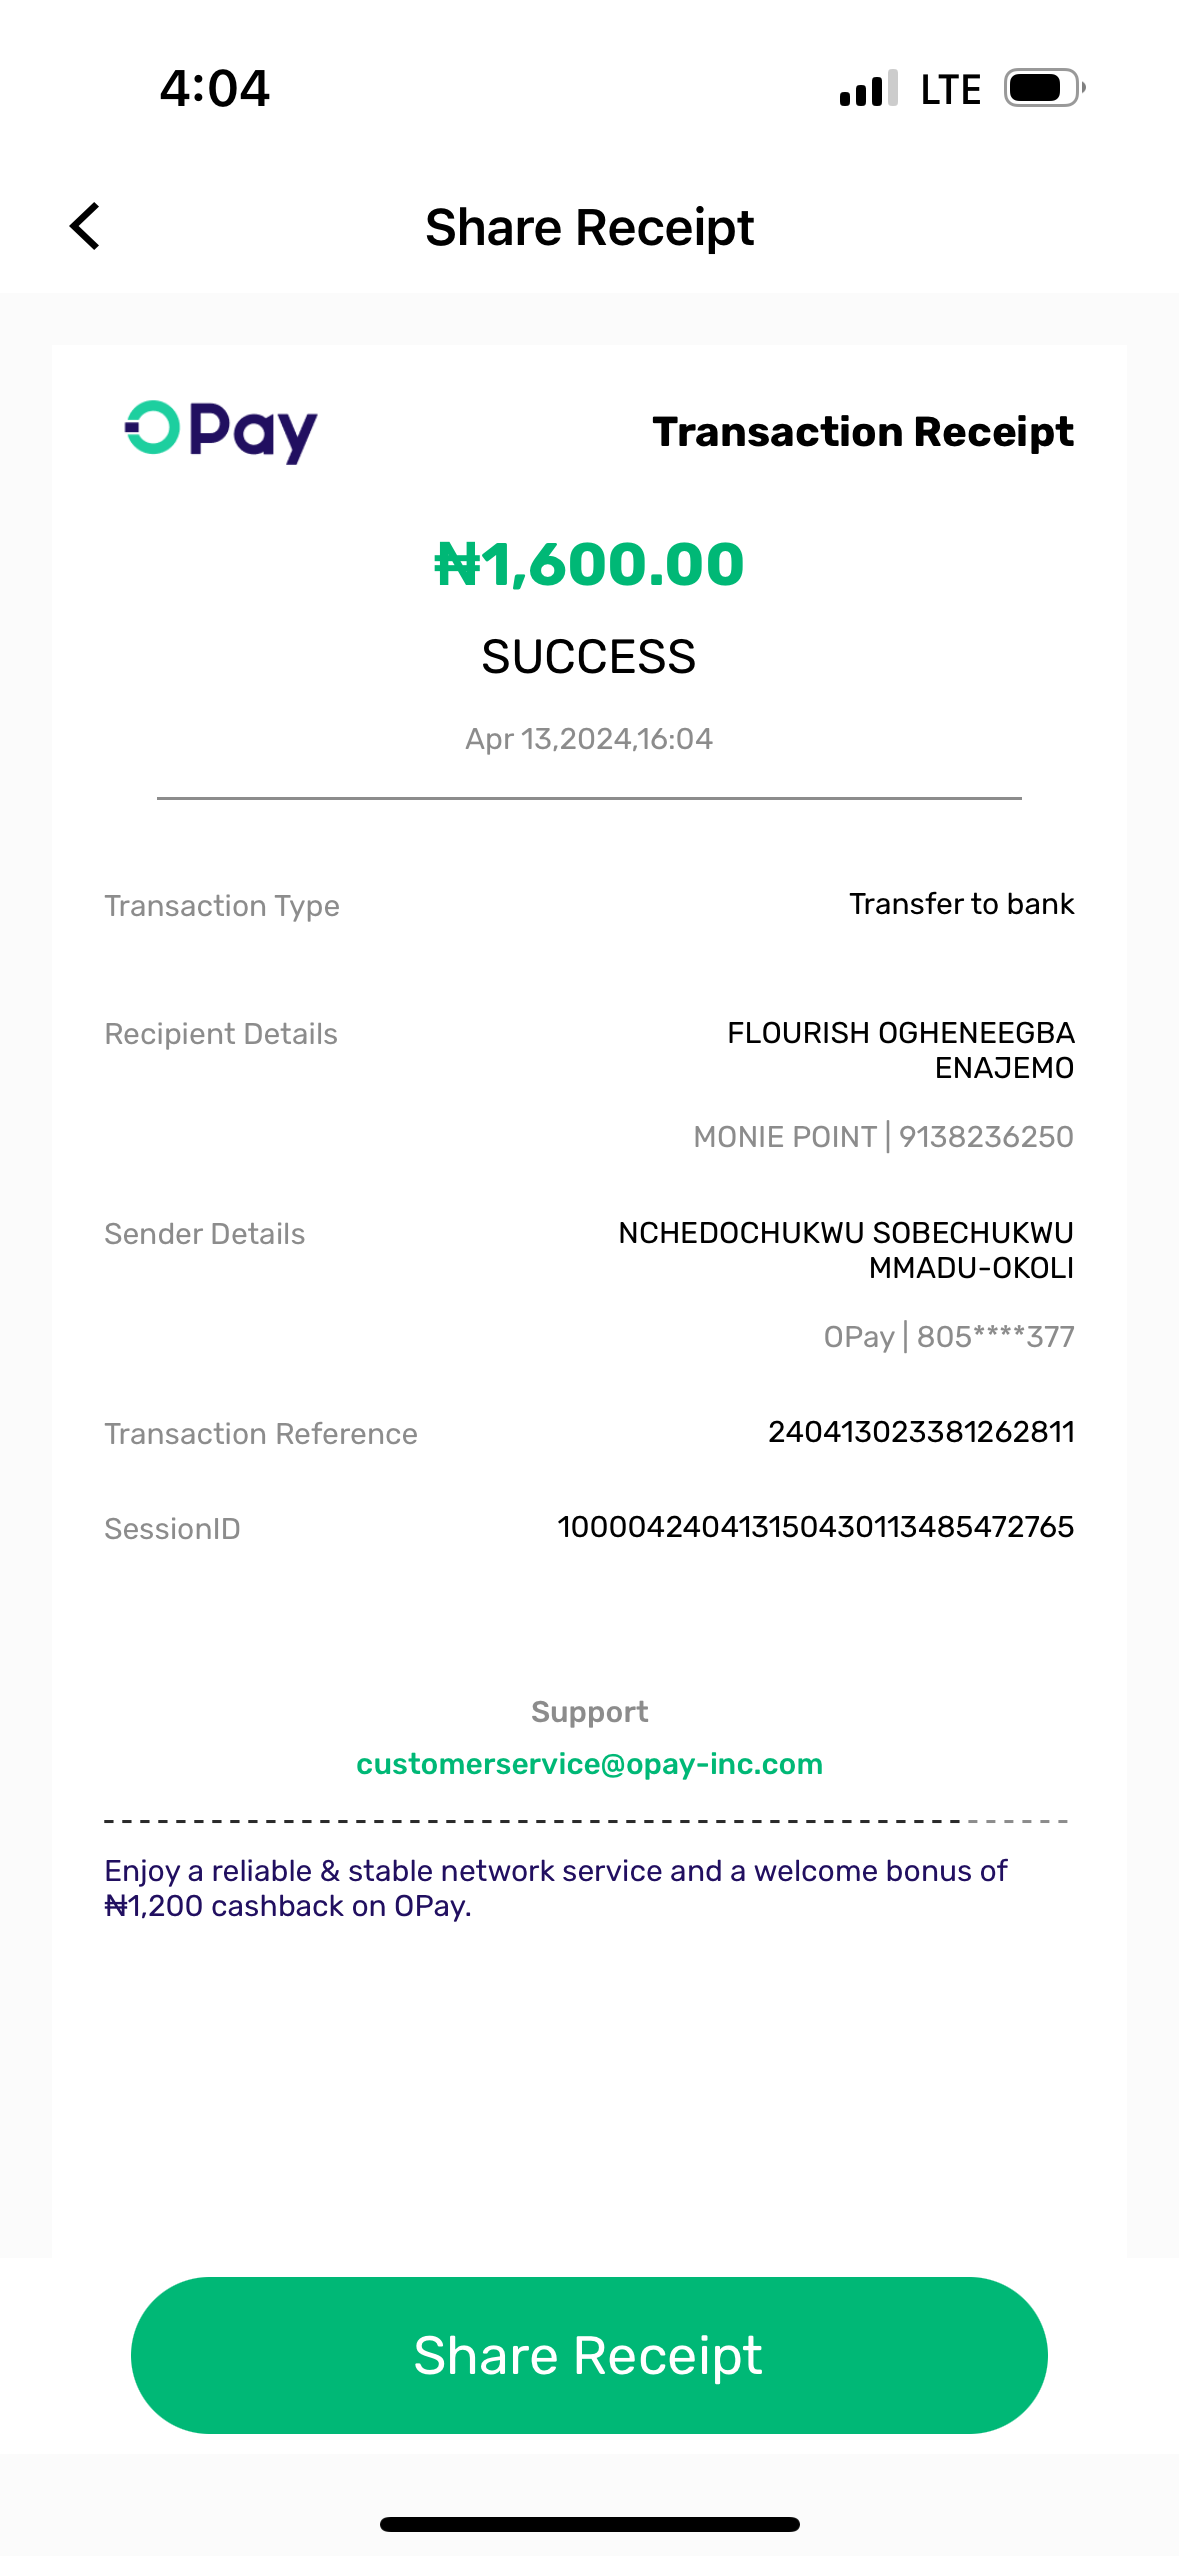 4:04 LTE
Share Receipt
OPay Transaction Receipt
₦1,600.00
SUCCESS
Apr 13,2024,16:04
Transaction Type Transfer to bank
Recipient Details FLOURISH OGHENEEGBA
ENAJEMO
MONIE POINT | 9138236250
Sender Details NCHEDOCHUKWU SOBECHUKWU
MMADU-OKOLI
OPay | 805****377
Transaction Reference 240413023381262811
SessionID 100004240413150430113485472765
Support
customerservice@opay-inc.com
Enjoy a reliable & stable network service and a welcome bonus of
₦1,200 cashback on OPay.
Share Receipt